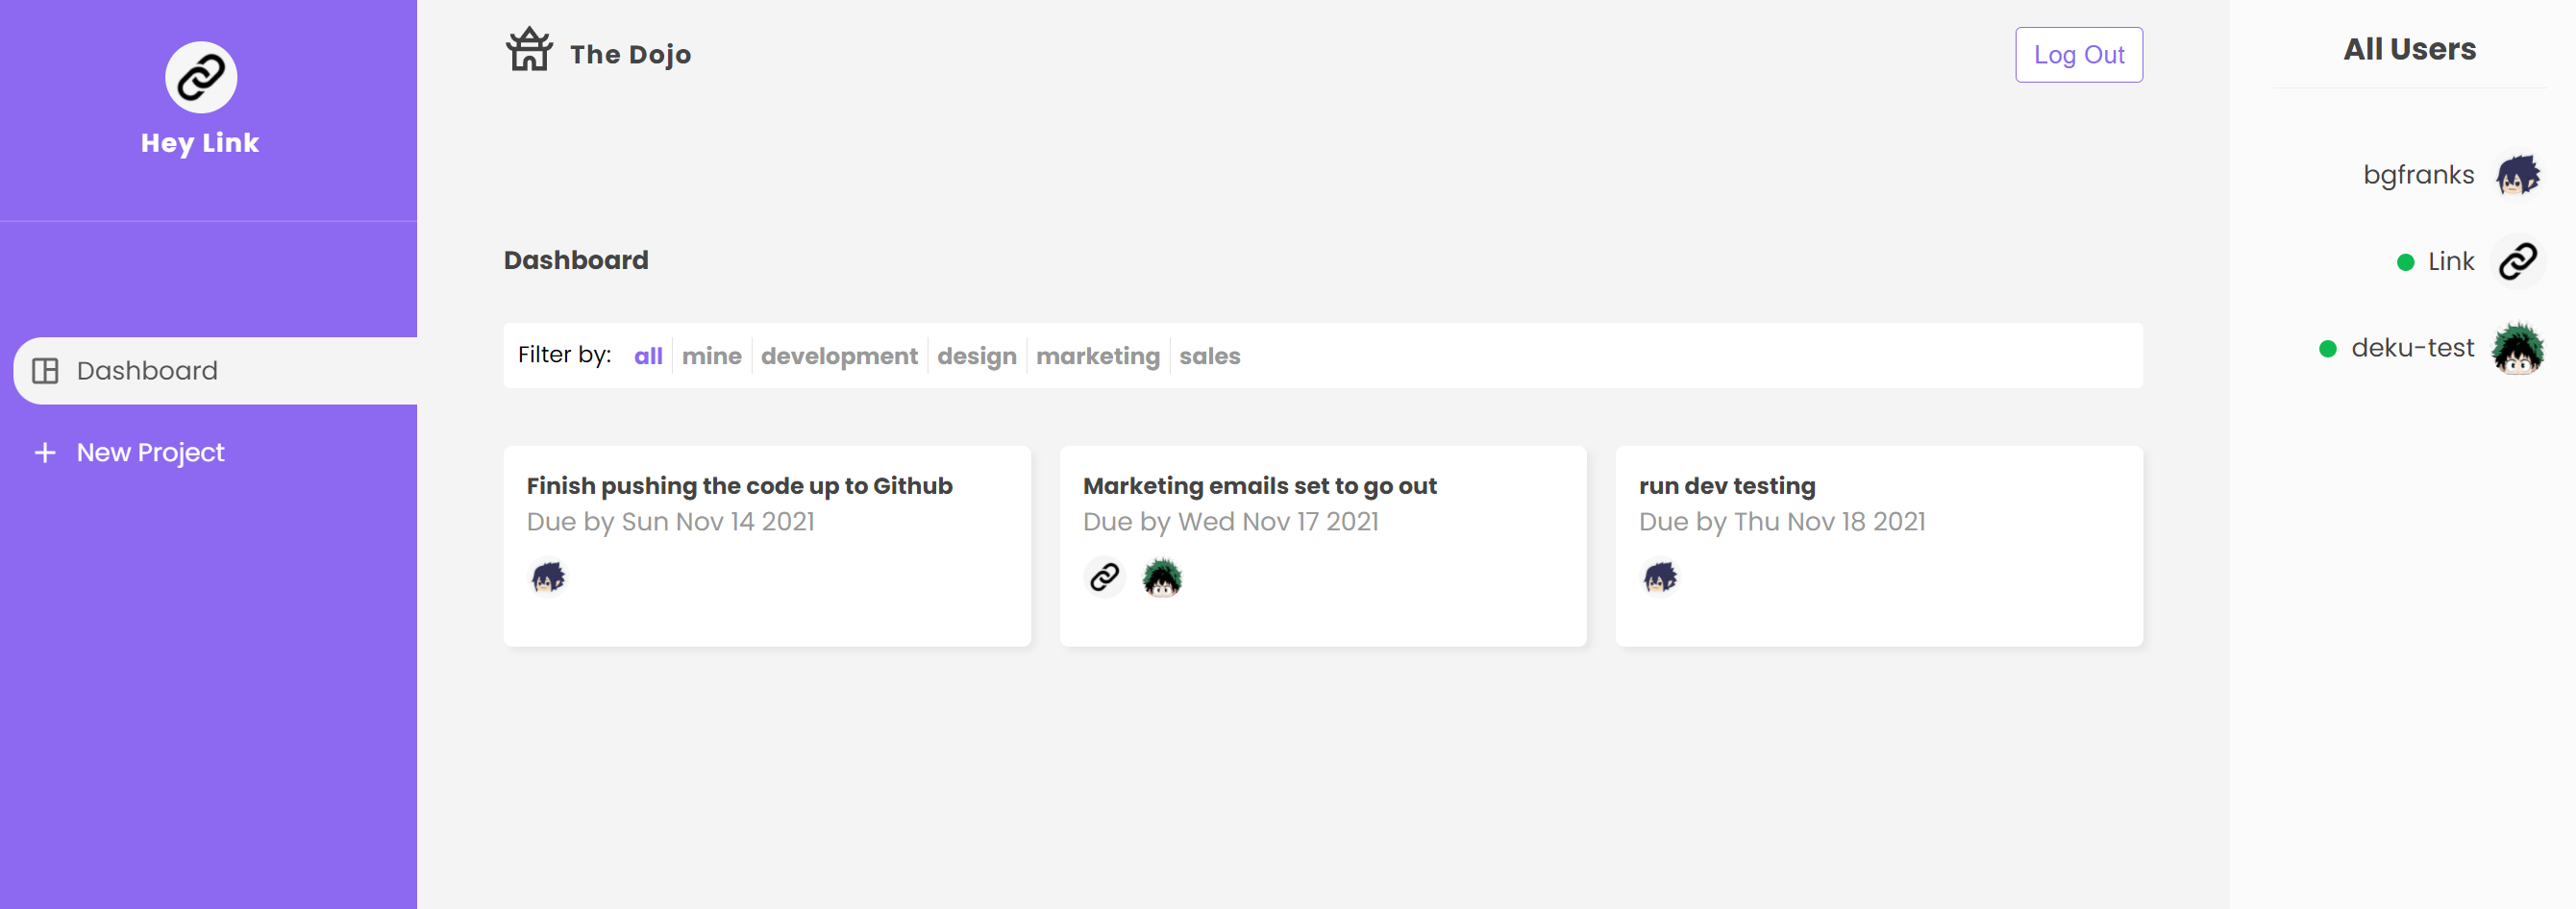 Hey Link
Dashboard
New Project
The Dojo
Log Out
Dashboard
Filter by: all mine development design marketing sales
Finish pushing the code up to Github
Due by Sun Nov 14 2021
Marketing emails set to go out
Due by Wed Nov 17 2021
run dev testing
Due by Thu Nov 18 2021
All Users
bgfranks
Link
deku-test